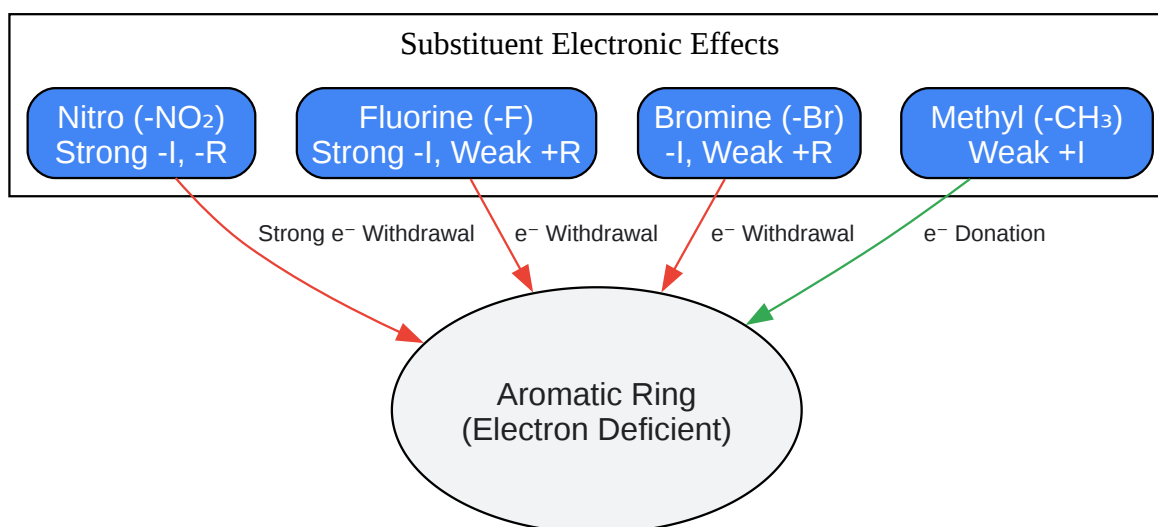 Substituent Electronic Effects
Nitro (-NO₂)
Strong -I, -R
Fluorine (-F)
Strong -I, Weak +R
Bromine (-Br)
-I, Weak +R
Methyl (-CH₃)
Weak +I
Strong e⁻ Withdrawal
e⁻ Withdrawal
e⁻ Withdrawal
e⁻ Donation
Aromatic Ring
(Electron Deficient)